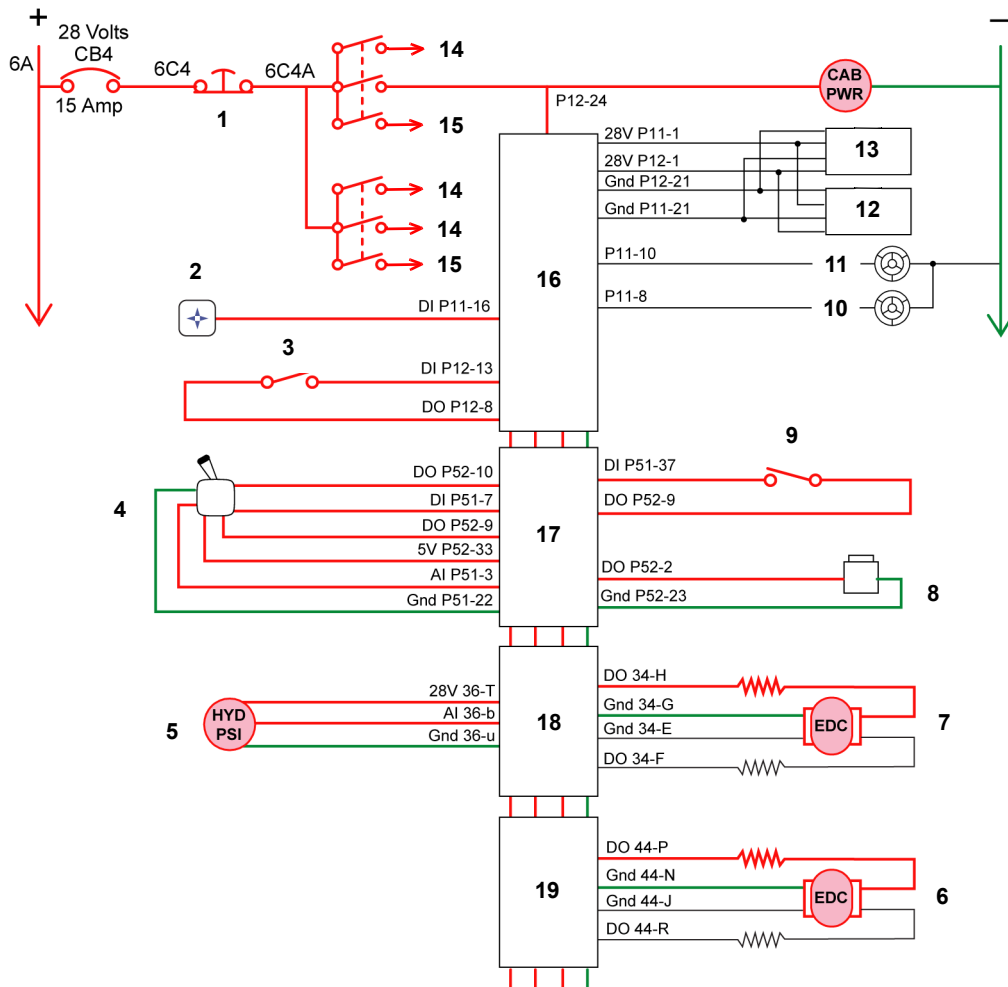 +
−
28 Volts
CB4
6A
15 Amp
6C4
1
6C4A
14
15
14
14
15
P12-24
CAB
PWR
28V P11-1
28V P12-1
Gnd P12-21
Gnd P11-21
13
12
P11-10
11
P11-8
10
16
2
DI P11-16
3
DI P12-13
DO P12-8
4
DO P52-10
DI P51-7
DO P52-9
5V P52-33
AI P51-3
Gnd P51-22
17
9
DI P51-37
DO P52-9
DO P52-2
Gnd P52-23
8
5
HYD
PSI
28V 36-T
AI 36-b
Gnd 36-u
18
DO 34-H
Gnd 34-G
Gnd 34-E
DO 34-F
EDC
7
19
DO 44-P
Gnd 44-N
Gnd 44-J
DO 44-R
EDC
6